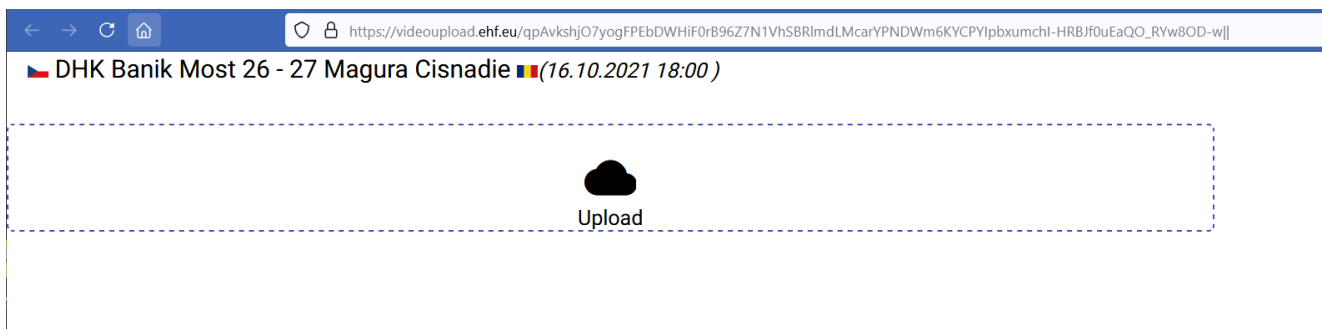 https://videoupload.ehf.eu/qpAvkshjO7yogFPEbDWHiF0rB96Z7N1VhSBRlmdLMcarYPNDWm6KYCPYIpbxumchI-HRBJf0uEaQO_RYw8OD-w||
DHK Banik Most 26 - 27 Magura Cisnadie (16.10.2021 18:00 )
Upload